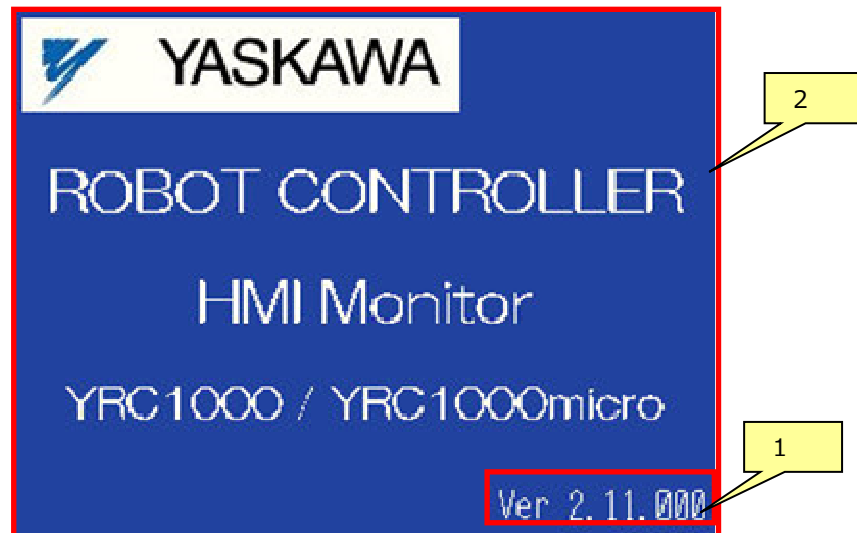 YASKAWA
2
ROBOT CONTROLLER
HMI Monitor
YRC1000 / YRC1000micro
1
Ver 2.11.000